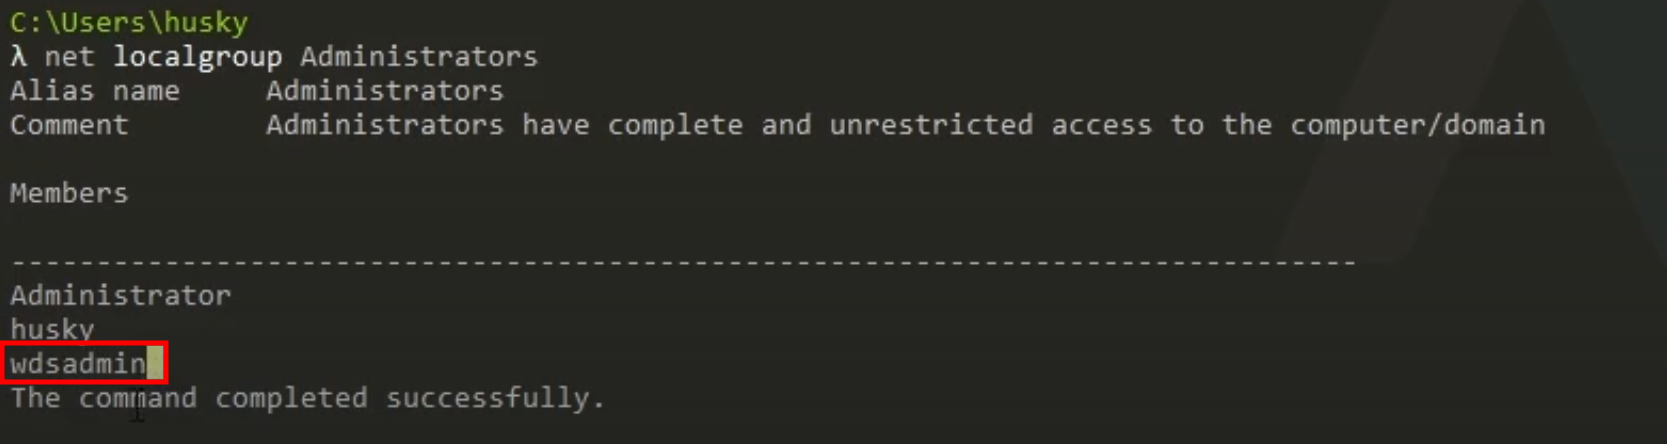 C:\Users\husky
λ net localgroup Administrators
Alias name     Administrators
Comment        Administrators have complete and unrestricted access to the computer/domain
Members
-------------------------------------------------------------------------------
Administrator
husky
wdsadmin
The command completed successfully.